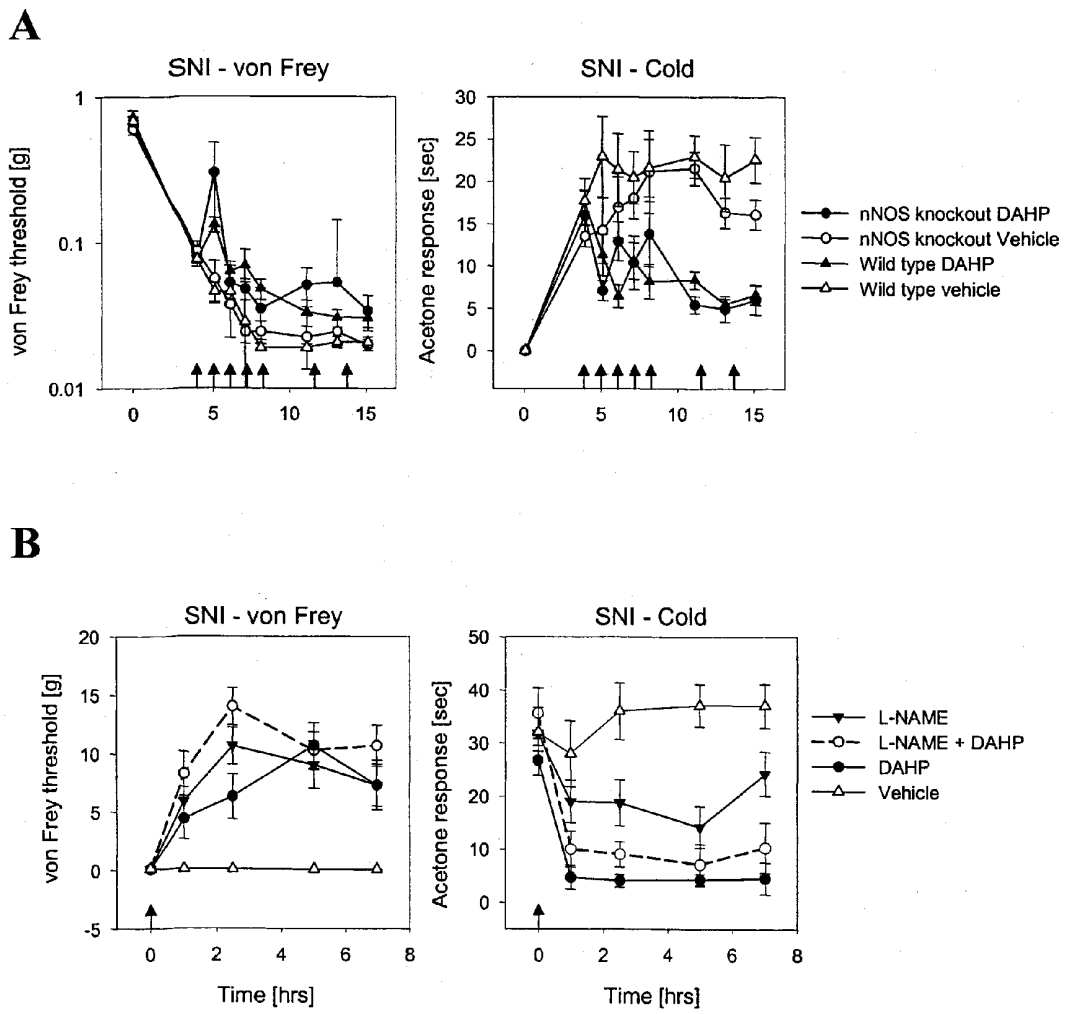 A
SNI - von Frey
von Frey threshold [g]
1
0.1
0.01
0
5
10
15
SNI - Cold
Acetone response [sec]
30
25
20
15
10
5
0
0
5
10
15
nNOS knockout DAHP
nNOS knockout Vehicle
Wild type DAHP
Wild type vehicle
B
SNI - von Frey
von Frey threshold [g]
20
15
10
5
0
-5
0
2
4
6
8
Time [hrs]
SNI - Cold
Acetone response [sec]
50
40
30
20
10
0
0
2
4
6
8
Time [hrs]
L-NAME
L-NAME + DAHP
DAHP
Vehicle